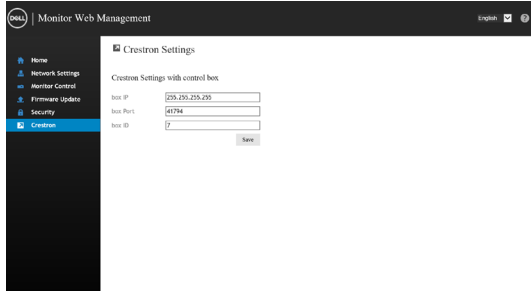 DELL | Monitor Web Management
English
?
Home
Network Settings
Monitor Control
Firmware Update
Security
Crestron
Crestron Settings
Crestron Settings with control box
box IP 255.255.255.255
box Port 41794
box ID 7
Save